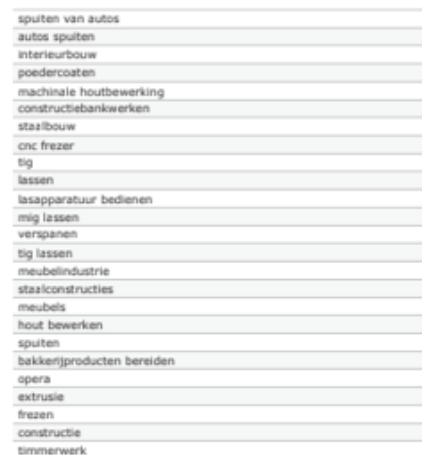 spuiten van autos
autos spuiten
interieurbouw
poedercoaten
machinale houtbewerking
constructiebankwerken
staalbouw
cnc frezer
tig
lassen
lasapparatuur bedienen
mig lassen
verspanen
tig lassen
meubelindustrie
staalconstructies
meubels
hout bewerken
spuiten
bakkerijproducten bereiden
opera
extrusie
frezen
constructie
timmerwerk